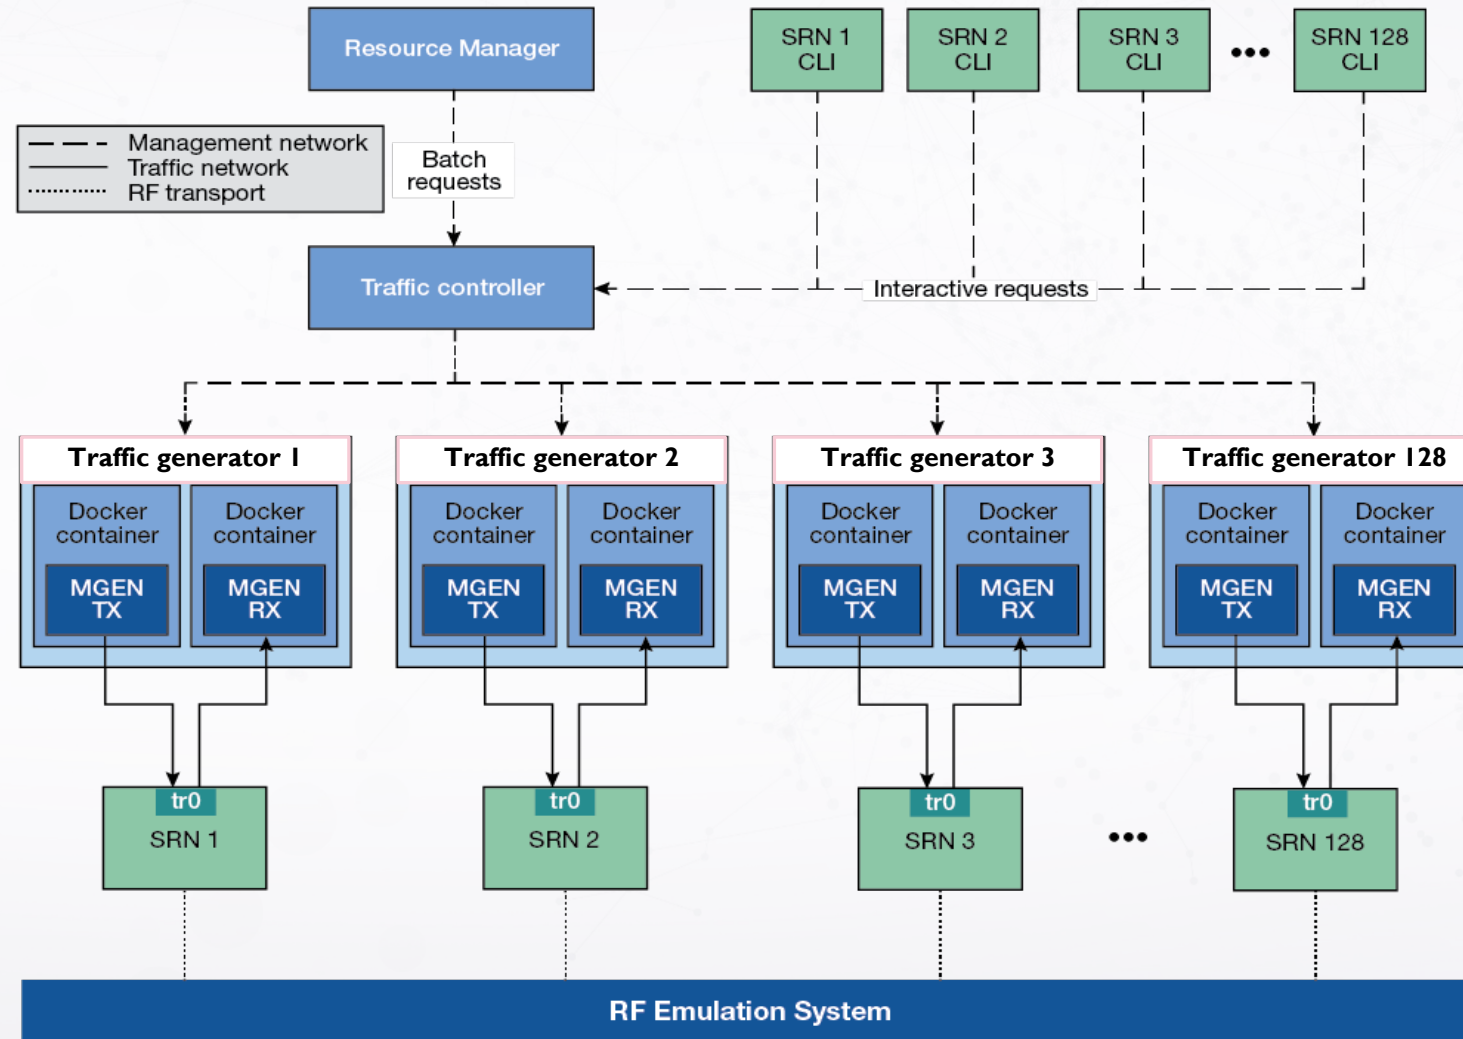 Resource Manager
SRN 1
CLI
SRN 2
CLI
SRN 3
CLI
SRN 128
CLI
Management network
Traffic network
RF transport
Batch
requests
Traffic controller
Interactive requests
Traffic generator 1
Traffic generator 2
Traffic generator 3
Traffic generator 128
Docker
container
Docker
container
Docker
container
Docker
container
Docker
container
Docker
container
Docker
container
Docker
container
MGEN
TX
MGEN
RX
MGEN
TX
MGEN
RX
MGEN
TX
MGEN
RX
MGEN
TX
MGEN
RX
tr0
SRN 1
tr0
SRN 2
tr0
SRN 3
tr0
SRN 128
RF Emulation System